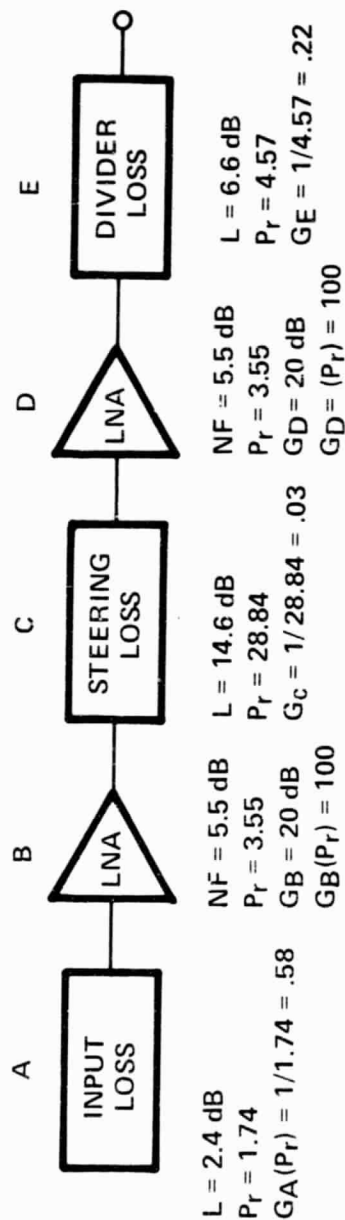 A
B
C
D
E
INPUT
LOSS
LNA
STEERING
LOSS
LNA
DIVIDER
LOSS
L = 2.4 dB
Pr = 1.74
GA(Pr) = 1/1.74 = .58
NF = 5.5 dB
Pr = 3.55
GB = 20 dB
GB(Pr) = 100
L = 14.6 dB
Pr = 28.84
GC = 1/28.84 = .03
NF = 5.5 dB
Pr = 3.55
GD = 20 dB
GD = (Pr) = 100
L = 6.6 dB
Pr = 4.57
GE = 1/4.57 = .22